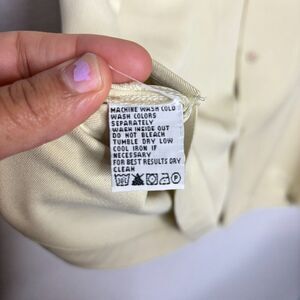 MACHINE WASH COLD
WASH COLORS
SEPARATELY
WASH INSIDE OUT
DO NOT BLEACH
TUMBLE DRY LOW
COOL IRON IF
NECESSARY
FOR BEST RESULTS DRY
CLEAN